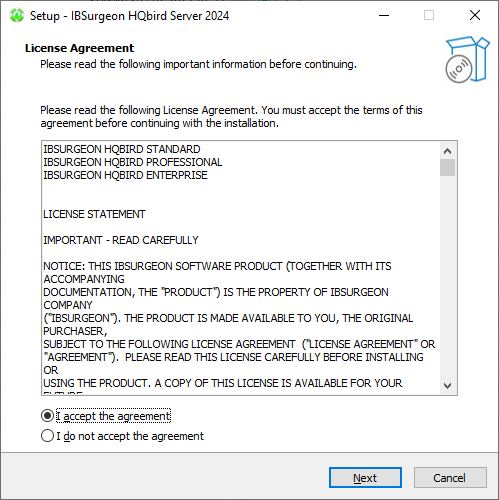 Setup - IBSurgeon HQbird Server 2024
License Agreement
Please read the following important information before continuing.
Please read the following License Agreement. You must accept the terms of this
agreement before continuing with the installation.
IBSURGEON HQBIRD STANDARD
IBSURGEON HQBIRD PROFESSIONAL
IBSURGEON HQBIRD ENTERPRISE
LICENSE STATEMENT
IMPORTANT - READ CAREFULLY
NOTICE: THIS IBSURGEON SOFTWARE PRODUCT (TOGETHER WITH ITS
ACCOMPANYING
DOCUMENTATION, THE "PRODUCT") IS THE PROPERTY OF IBSURGEON
COMPANY
("IBSURGEON"). THE PRODUCT IS MADE AVAILABLE TO YOU, THE ORIGINAL
PURCHASER,
SUBJECT TO THE FOLLOWING LICENSE AGREEMENT ("LICENSE AGREEMENT" OR
"AGREEMENT"). PLEASE READ THIS LICENSE CAREFULLY BEFORE INSTALLING
OR
USING THE PRODUCT. A COPY OF THIS LICENSE IS AVAILABLE FOR YOUR
FUTURE
I accept the agreement
I do not accept the agreement
Next
Cancel